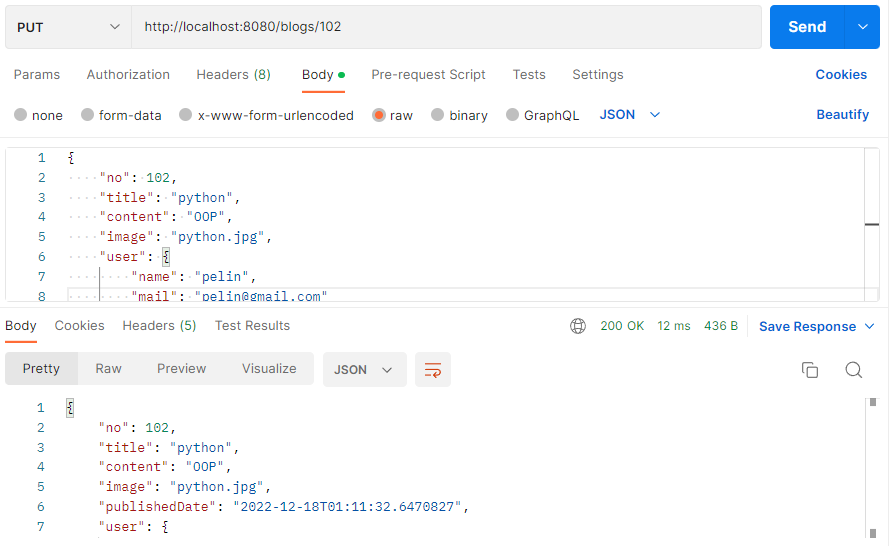 PUT http://localhost:8080/blogs/102 Send
Params Authorization Headers (8) Body Pre-request Script Tests Settings Cookies
none form-data x-www-form-urlencoded raw binary GraphQL JSON Beautify
1 {
2 "no": 102,
3 "title": "python",
4 "content": "OOP",
5 "image": "python.jpg",
6 "user": {
7 "name": "pelin",
8 "mail": "pelin@gmail.com"
Body Cookies Headers (5) Test Results 200 OK 12 ms 436 B Save Response
Pretty Raw Preview Visualize JSON
1 {
2 "no": 102,
3 "title": "python",
4 "content": "OOP",
5 "image": "python.jpg",
6 "publishedDate": "2022-12-18T01:11:32.6470827",
7 "user": {